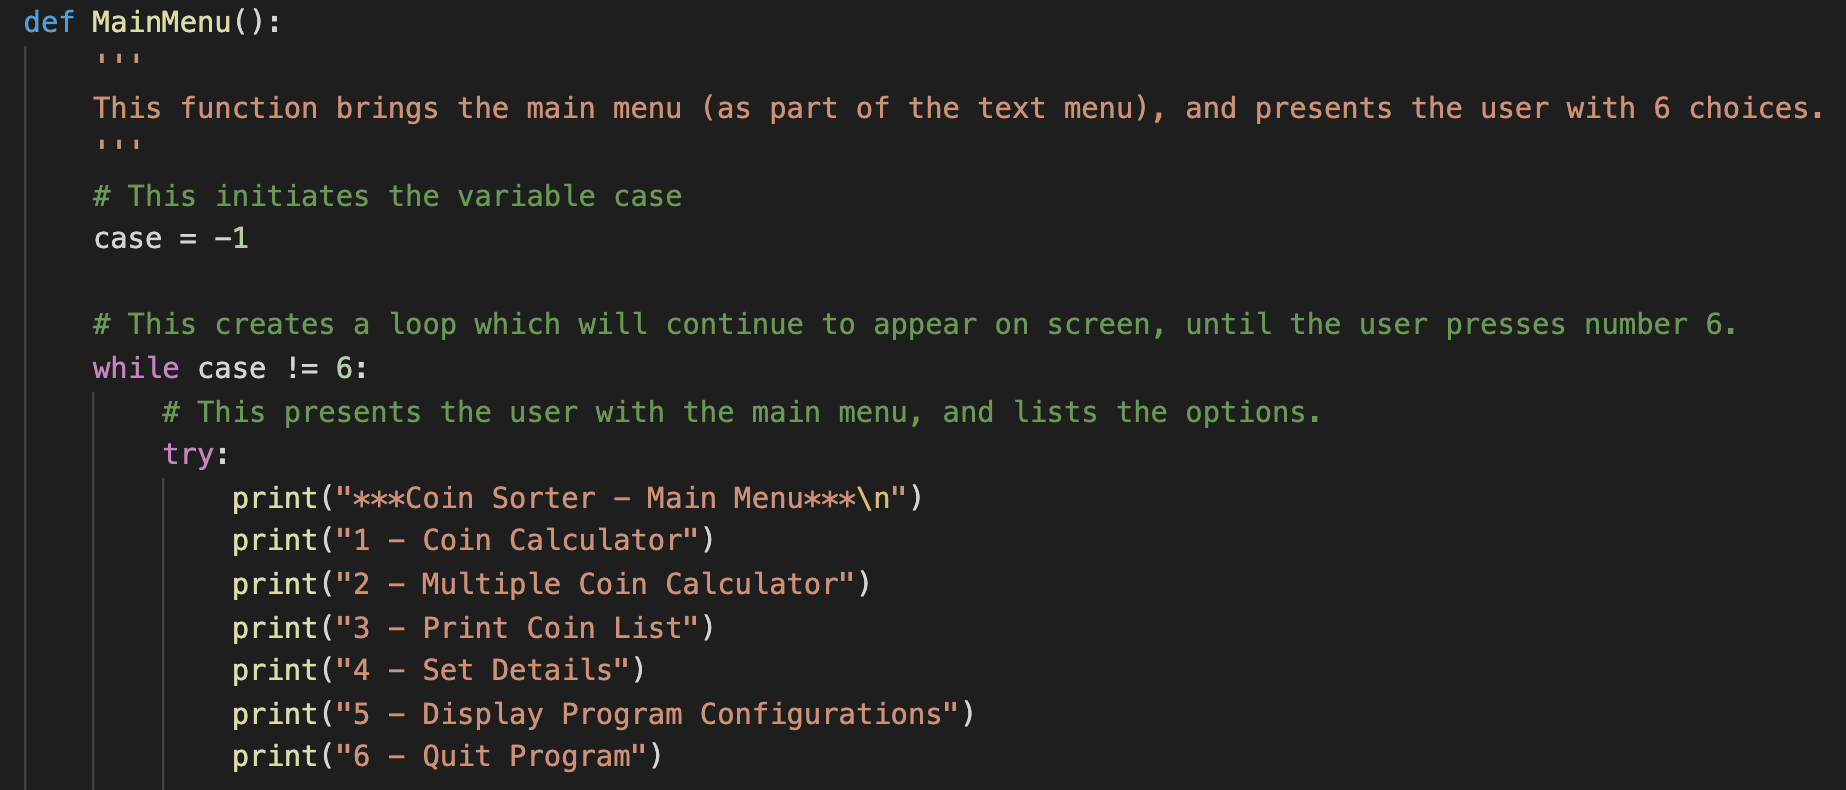 def MainMenu():
    '''
    This function brings the main menu (as part of the text menu), and presents the user with 6 choices.
    '''
    # This initiates the variable case
    case = -1

    # This creates a loop which will continue to appear on screen, until the user presses number 6.
    while case != 6:
        # This presents the user with the main menu, and lists the options.
        try:
            print("***Coin Sorter - Main Menu***\n")
            print("1 - Coin Calculator")
            print("2 - Multiple Coin Calculator")
            print("3 - Print Coin List")
            print("4 - Set Details")
            print("5 - Display Program Configurations")
            print("6 - Quit Program")